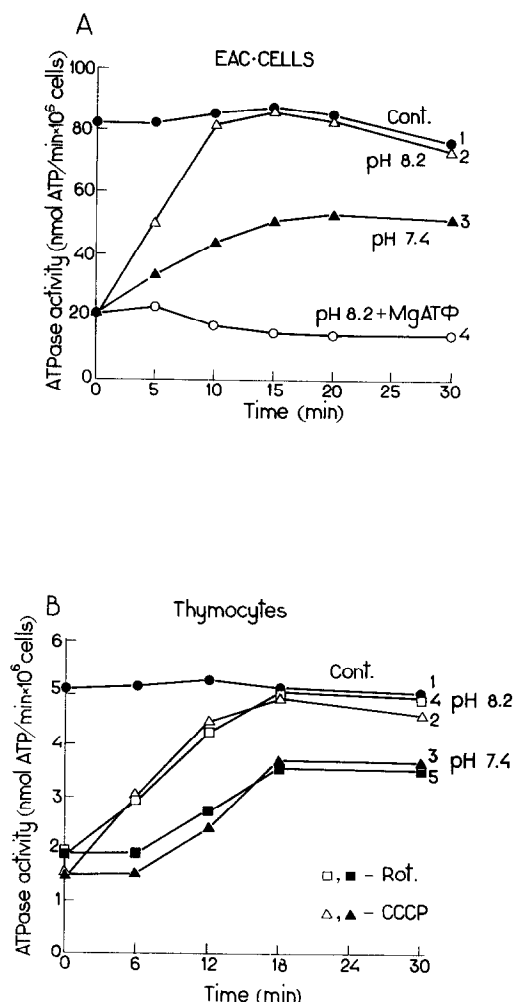 A
EAC·CELLS
ATPase activity (nmol ATP/min×10⁶ cells)
100
80
60
40
20
0
0 5 10 15 20 25 30
Time (min)
Cont.
1
pH 8.2
2
pH 7.4
3
pH 8.2+MgATΦ
4
B
Thymocytes
ATPase activity (nmol ATP/min×10⁶ cells)
6
5
4
3
2
1
0
0 6 12 18 24 30
Time (min)
Cont.
1
4 pH 8.2
2
3 pH 7.4
5
□, ■ – Rot.
△, ▲ – CCCP